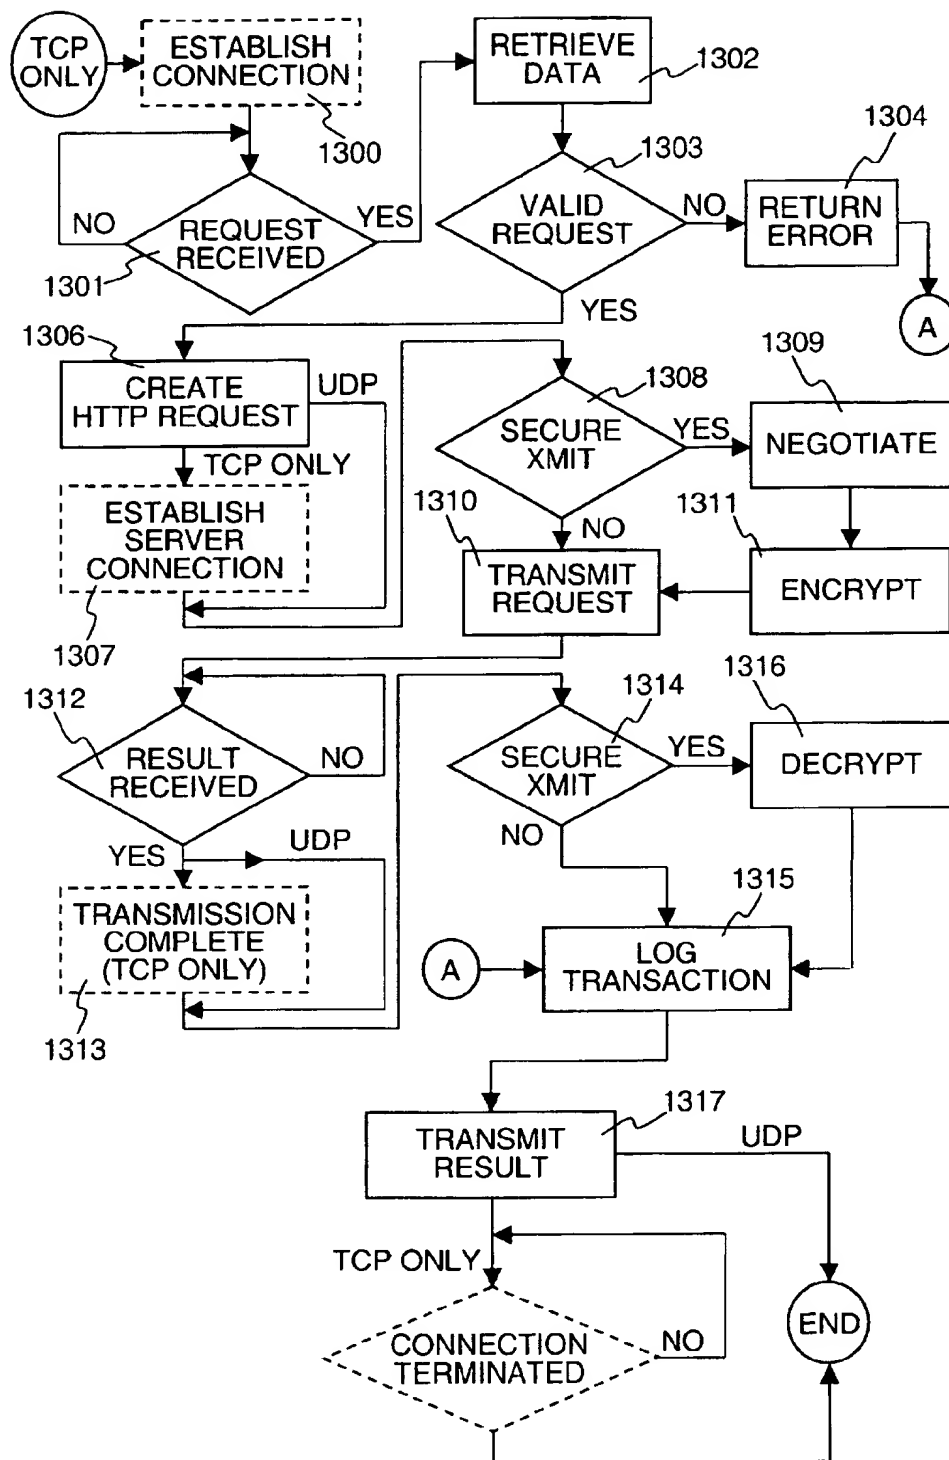 TCP
ONLY
ESTABLISH
CONNECTION
1300
RETRIEVE
DATA
1302
1303
1304
NO
REQUEST
RECEIVED
YES
1301
VALID
REQUEST
NO
RETURN
ERROR
YES
A
1306
CREATE
HTTP REQUEST
UDP
1308
1309
SECURE
XMIT
YES
NEGOTIATE
TCP ONLY
ESTABLISH
SERVER
CONNECTION
1310
NO
1311
TRANSMIT
REQUEST
ENCRYPT
1307
1312
1314
1316
RESULT
RECEIVED
NO
SECURE
XMIT
YES
DECRYPT
NO
YES
UDP
TRANSMISSION
COMPLETE
(TCP ONLY)
1315
A
LOG
TRANSACTION
1313
1317
TRANSMIT
RESULT
UDP
TCP ONLY
CONNECTION
TERMINATED
NO
END